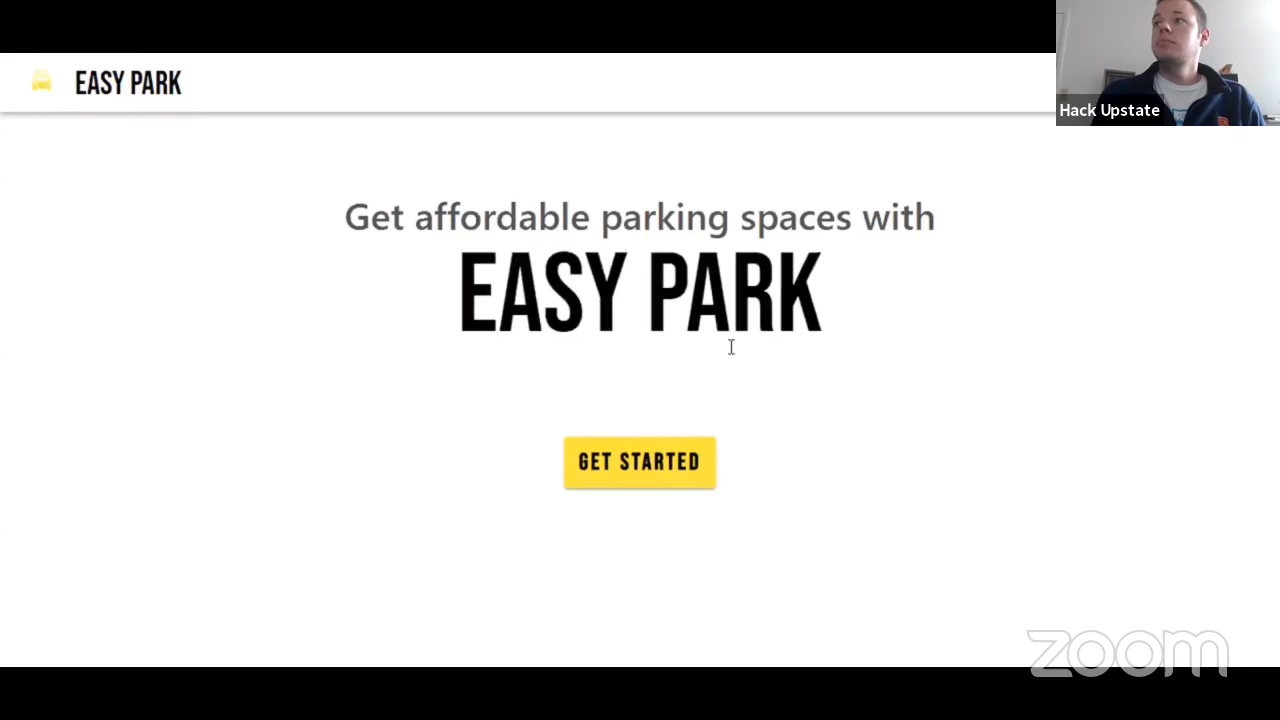 EASY PARK
Hack Upstate
Get affordable parking spaces with
EASY PARK
GET STARTED
zoom